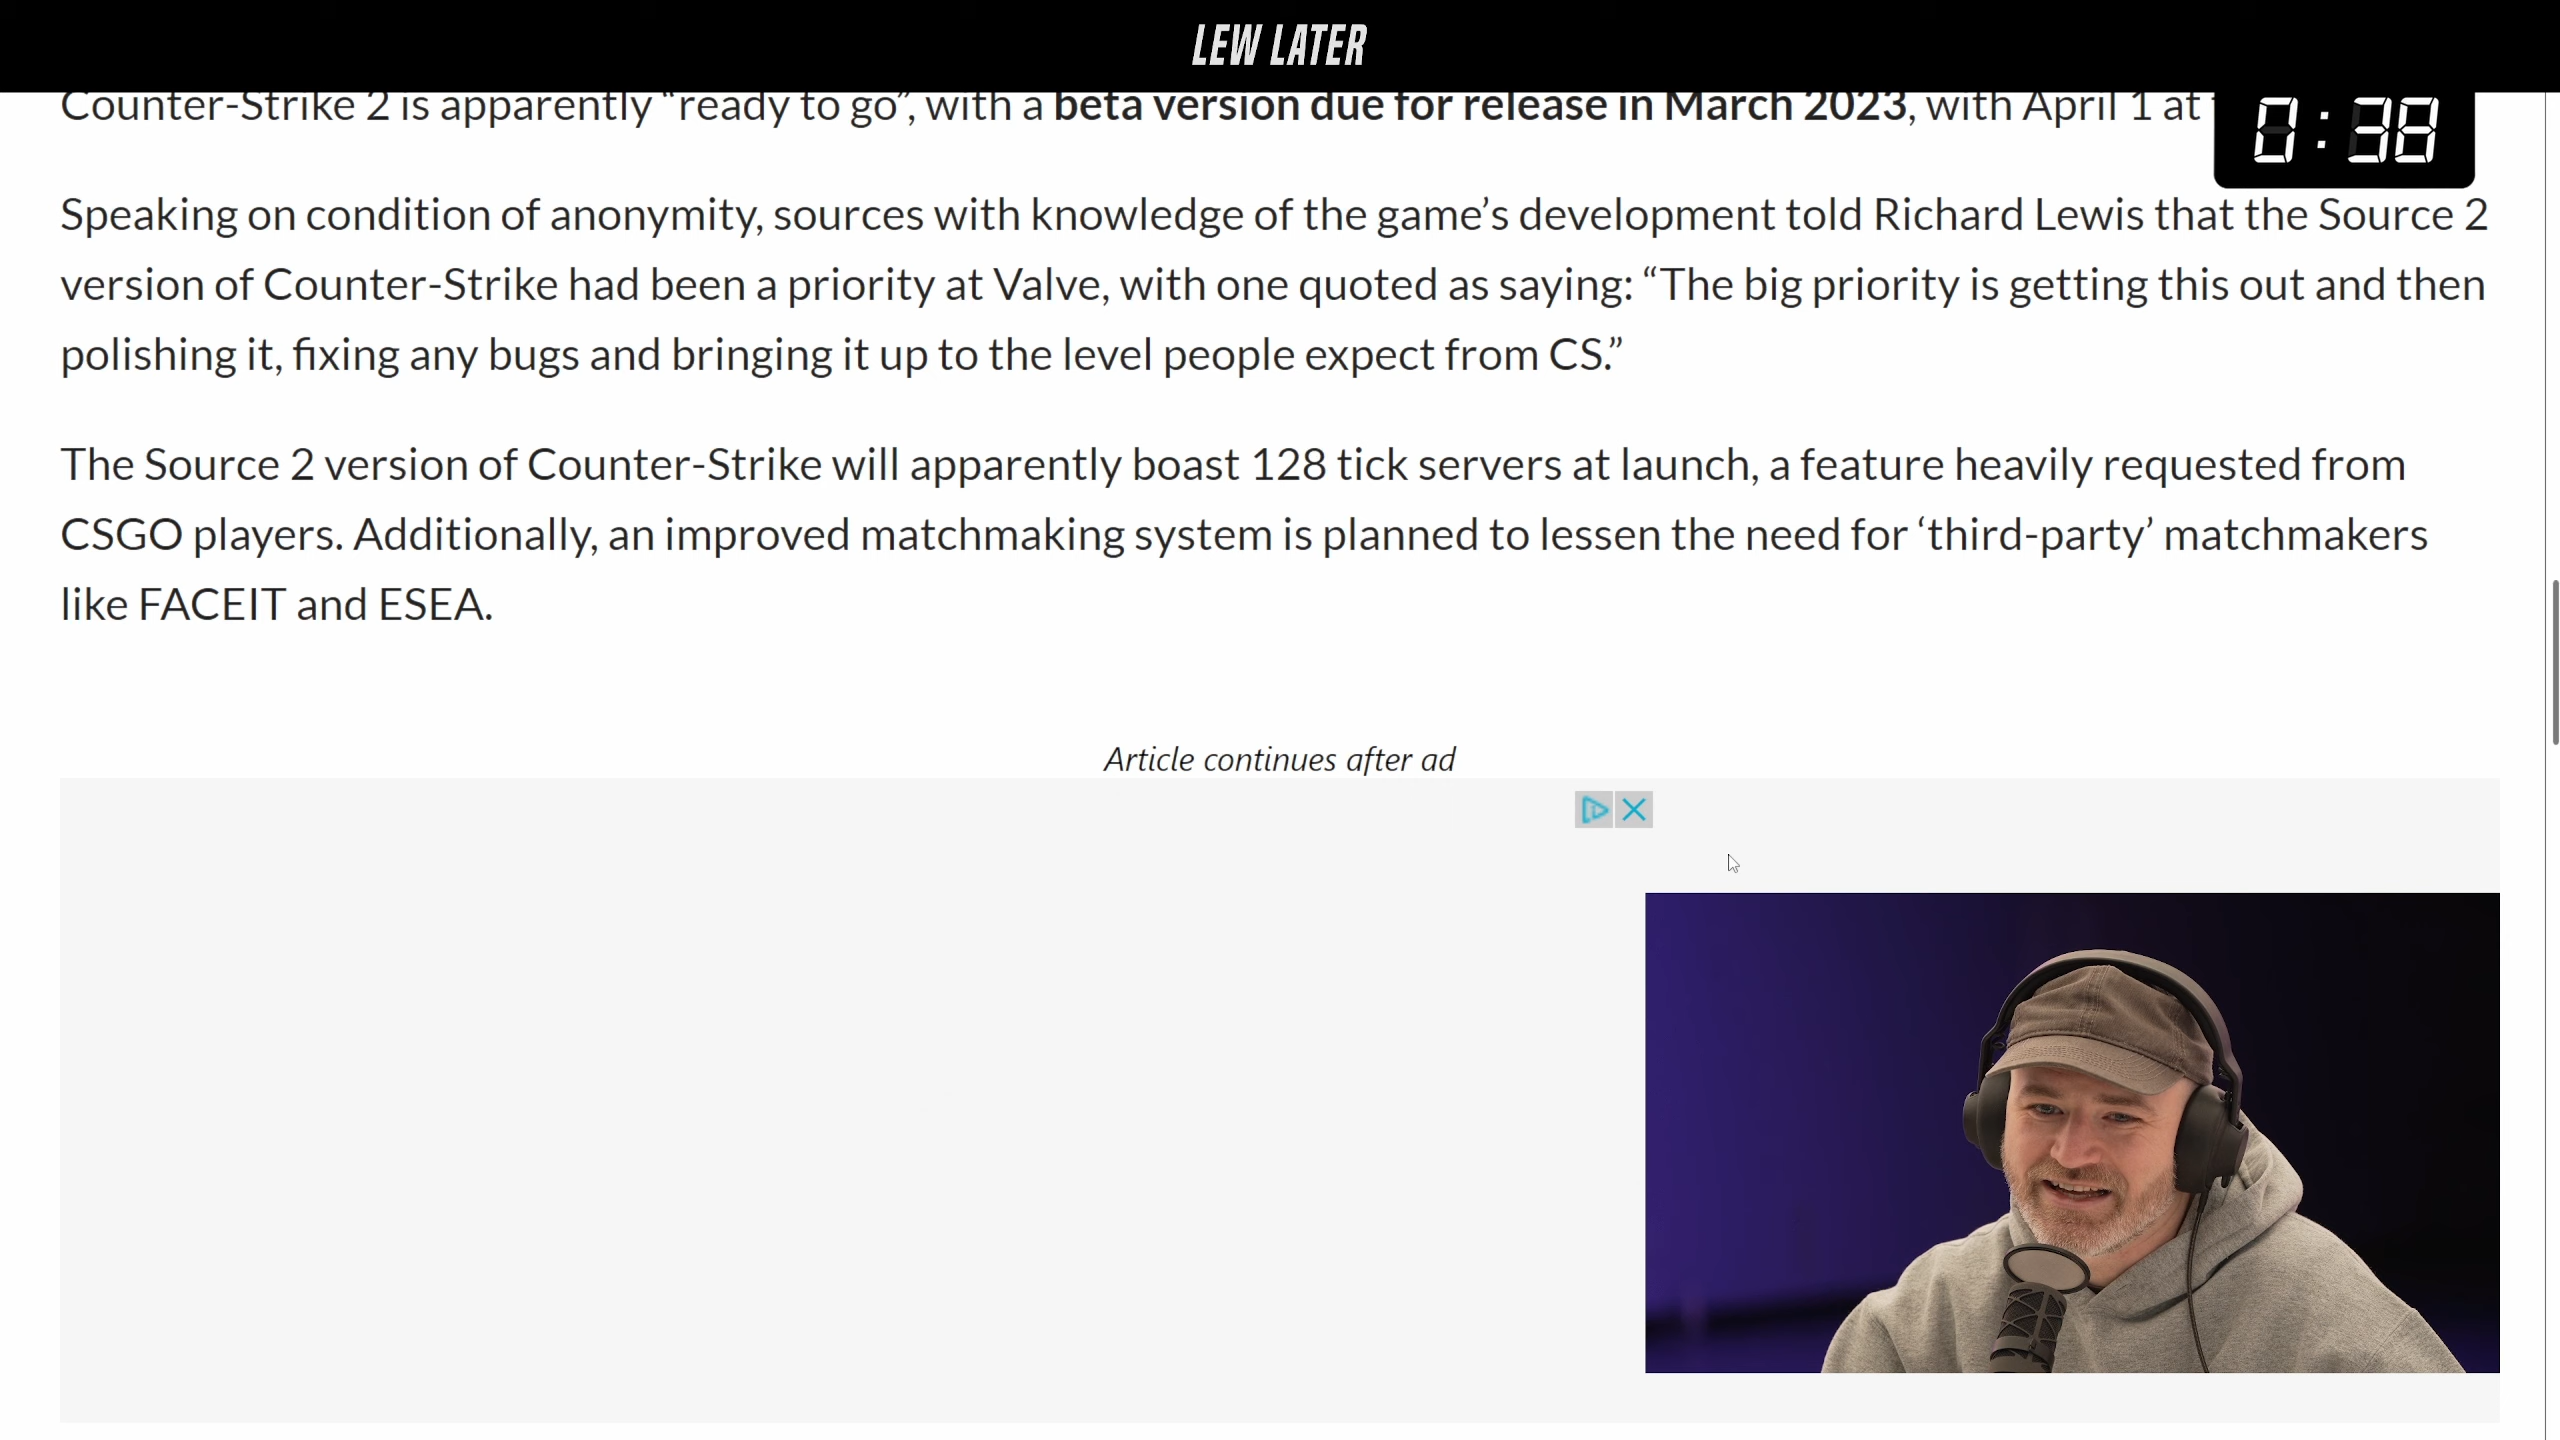 LEW LATER
Counter-Strike 2 is apparently “ready to go”, with a beta version due for release in March 2023, with April 1 at
0:38
Speaking on condition of anonymity, sources with knowledge of the game’s development told Richard Lewis that the Source 2
version of Counter-Strike had been a priority at Valve, with one quoted as saying: “The big priority is getting this out and then
polishing it, fixing any bugs and bringing it up to the level people expect from CS.”
The Source 2 version of Counter-Strike will apparently boast 128 tick servers at launch, a feature heavily requested from
CSGO players. Additionally, an improved matchmaking system is planned to lessen the need for ‘third-party’ matchmakers
like FACEIT and ESEA.
Article continues after ad